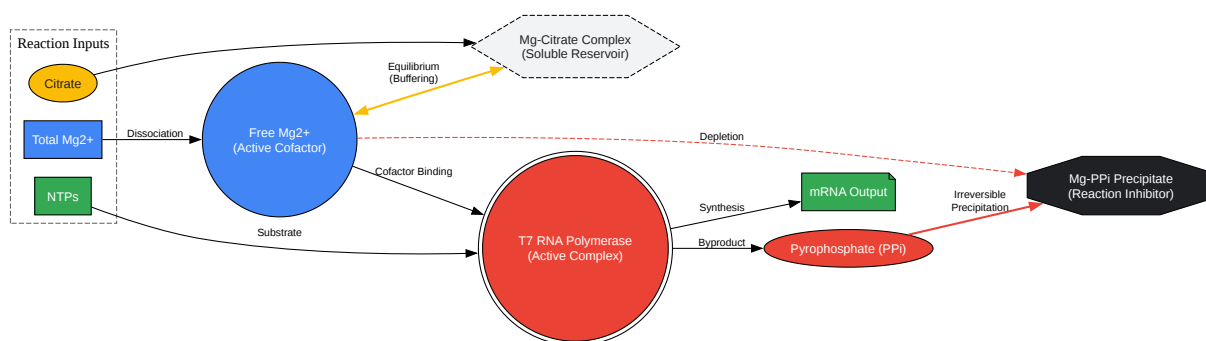 Reaction Inputs
Citrate
Total Mg2+
NTPs
Dissociation
Free Mg2+
(Active Cofactor)
Substrate
Equilibrium
(Buffering)
Cofactor Binding
Mg-Citrate Complex
(Soluble Reservoir)
T7 RNA Polymerase
(Active Complex)
Depletion
Synthesis
Byproduct
mRNA Output
Pyrophosphate (PPi)
Irreversible
Precipitation
Mg-PPi Precipitate
(Reaction Inhibitor)